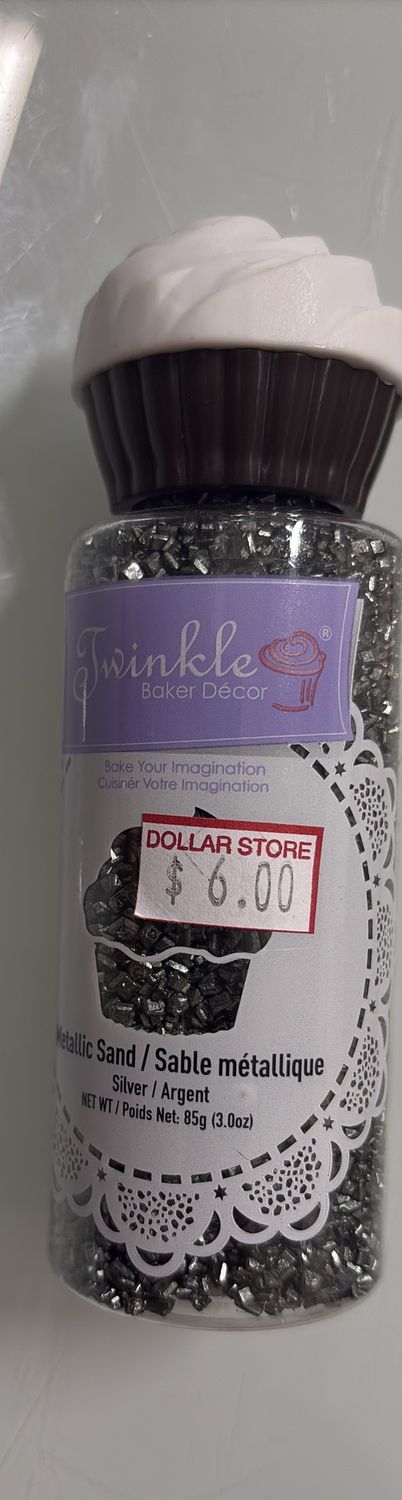 Twinkle ®
Baker Décor
Bake Your Imagination
Cuisinér Votre Imagination
DOLLAR STORE
$ 6.00
Metallic Sand / Sable métallique
Silver / Argent
NET WT / Poids Net: 85g (3.0oz)